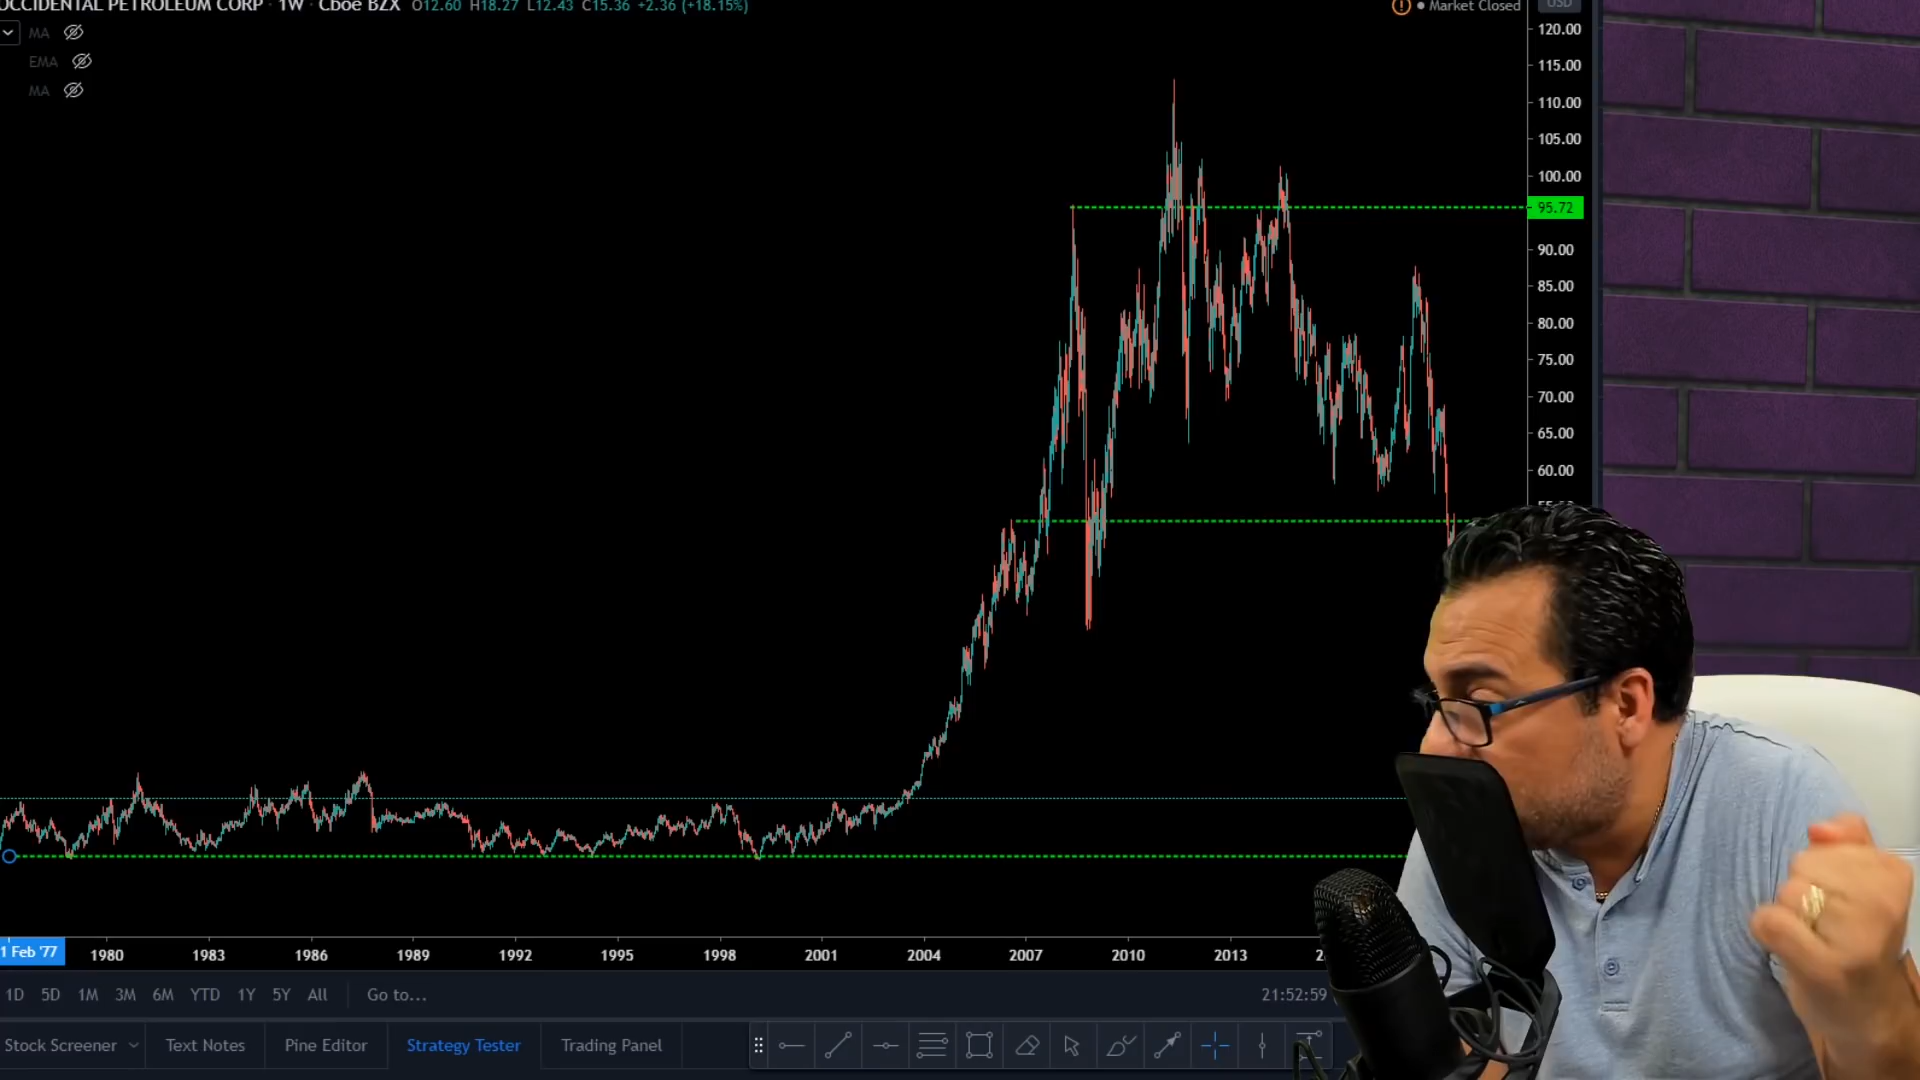 OCCIDENTAL PETROLEUM CORP · 1W · Cboe BZX O12.60 H18.27 L12.43 C15.36 +2.36 (+18.15%)
Market Closed
USD
MA
EMA
MA
120.00
115.00
110.00
105.00
100.00
95.72
90.00
85.00
80.00
75.00
70.00
65.00
60.00
1 Feb '77 1980 1983 1986 1989 1992 1995 1998 2001 2004 2007 2010 2013
1D 5D 1M 3M 6M YTD 1Y 5Y All Go to... 21:52:59
Stock Screener Text Notes Pine Editor Strategy Tester Trading Panel